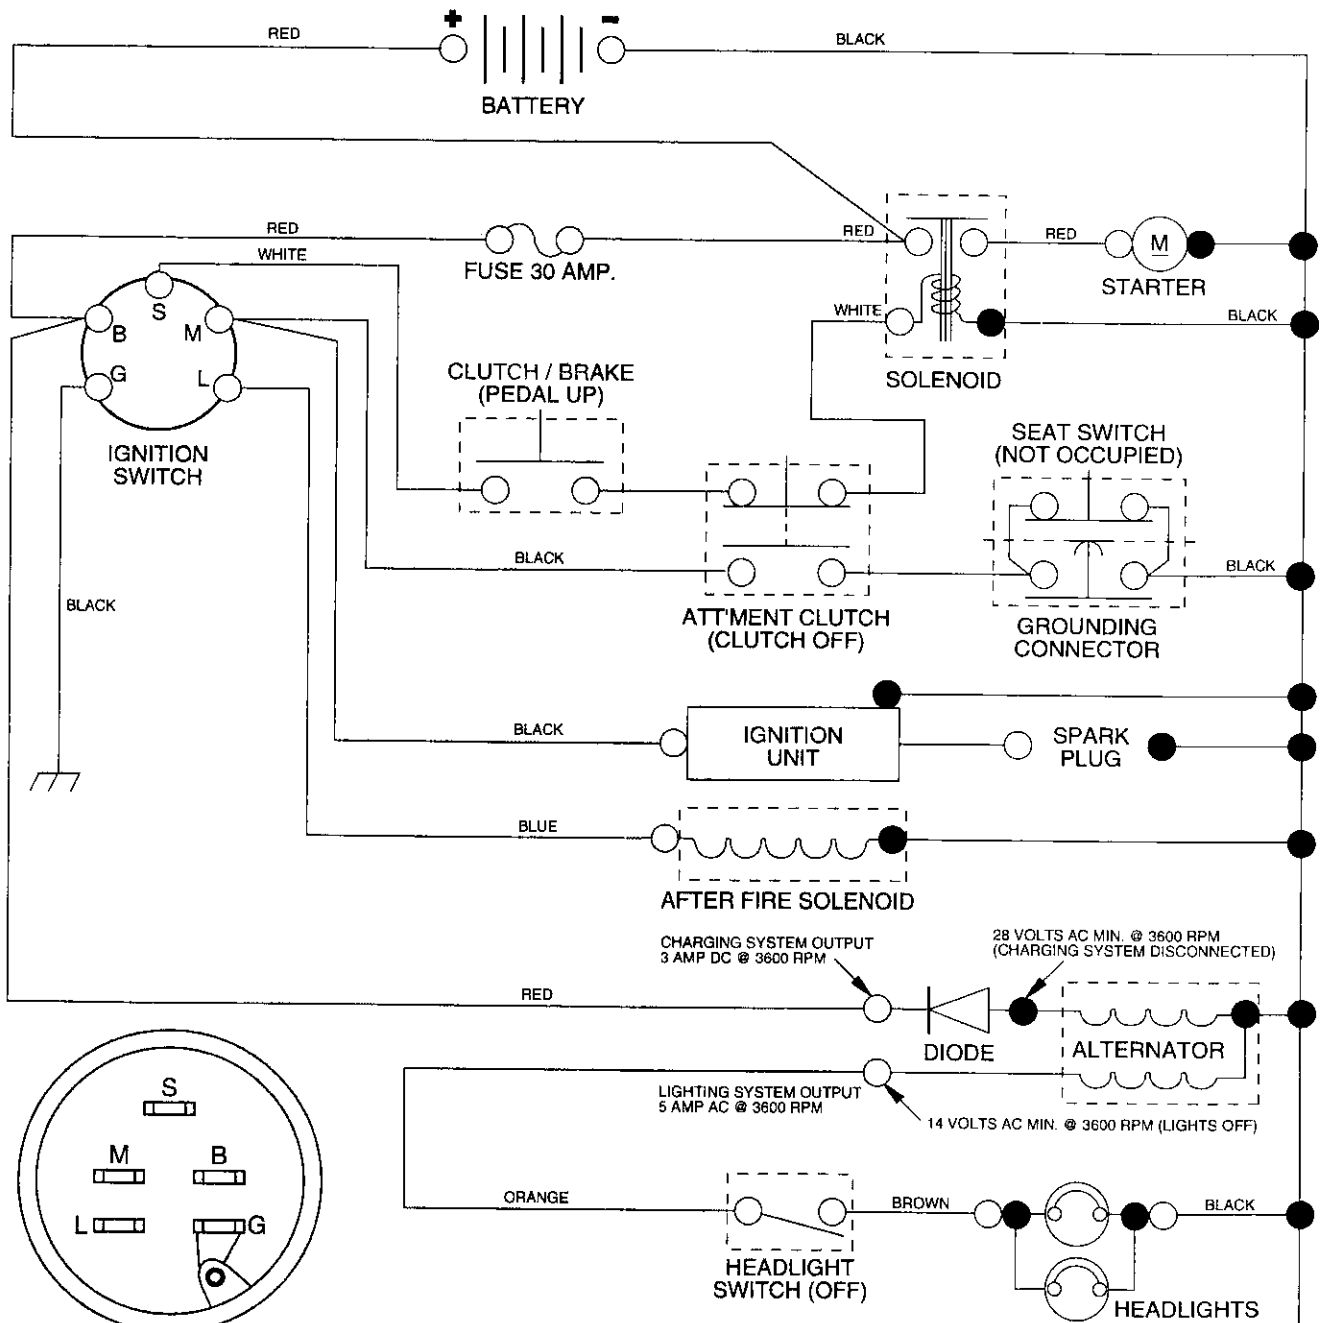 +
-
RED
BLACK
BATTERY
RED
WHITE
FUSE 30 AMP.
RED
RED
M
STARTER
WHITE
BLACK
SOLENOID
S
B
M
G
L
IGNITION
SWITCH
CLUTCH / BRAKE
(PEDAL UP)
SEAT SWITCH
(NOT OCCUPIED)
BLACK
BLACK
BLACK
ATT'MENT CLUTCH
(CLUTCH OFF)
GROUNDING
CONNECTOR
BLACK
IGNITION
UNIT
SPARK
PLUG
BLUE
AFTER FIRE SOLENOID
CHARGING SYSTEM OUTPUT
3 AMP DC @ 3600 RPM
28 VOLTS AC MIN. @ 3600 RPM
(CHARGING SYSTEM DISCONNECTED)
RED
DIODE
ALTERNATOR
LIGHTING SYSTEM OUTPUT
5 AMP AC @ 3600 RPM
14 VOLTS AC MIN. @ 3600 RPM (LIGHTS OFF)
S
M
B
L
G
ORANGE
BROWN
BLACK
HEADLIGHT
SWITCH (OFF)
HEADLIGHTS